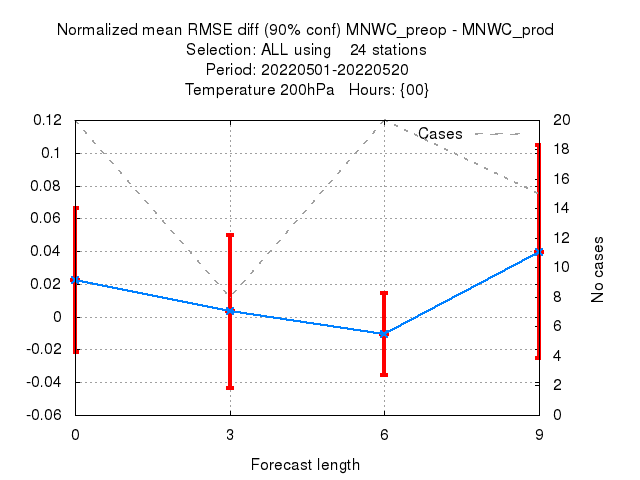 Normalized mean RMSE diff (90% conf) MNWC_preop - MNWC_prod
Selection: ALL using    24 stations
Period: 20220501-20220520
Temperature 200hPa   Hours: {00}
Cases
0.12
0.1
0.08
0.06
0.04
0.02
0
-0.02
-0.04
-0.06
20
18
16
14
12
10
8
6
4
2
0
No cases
0 3 6 9
Forecast length